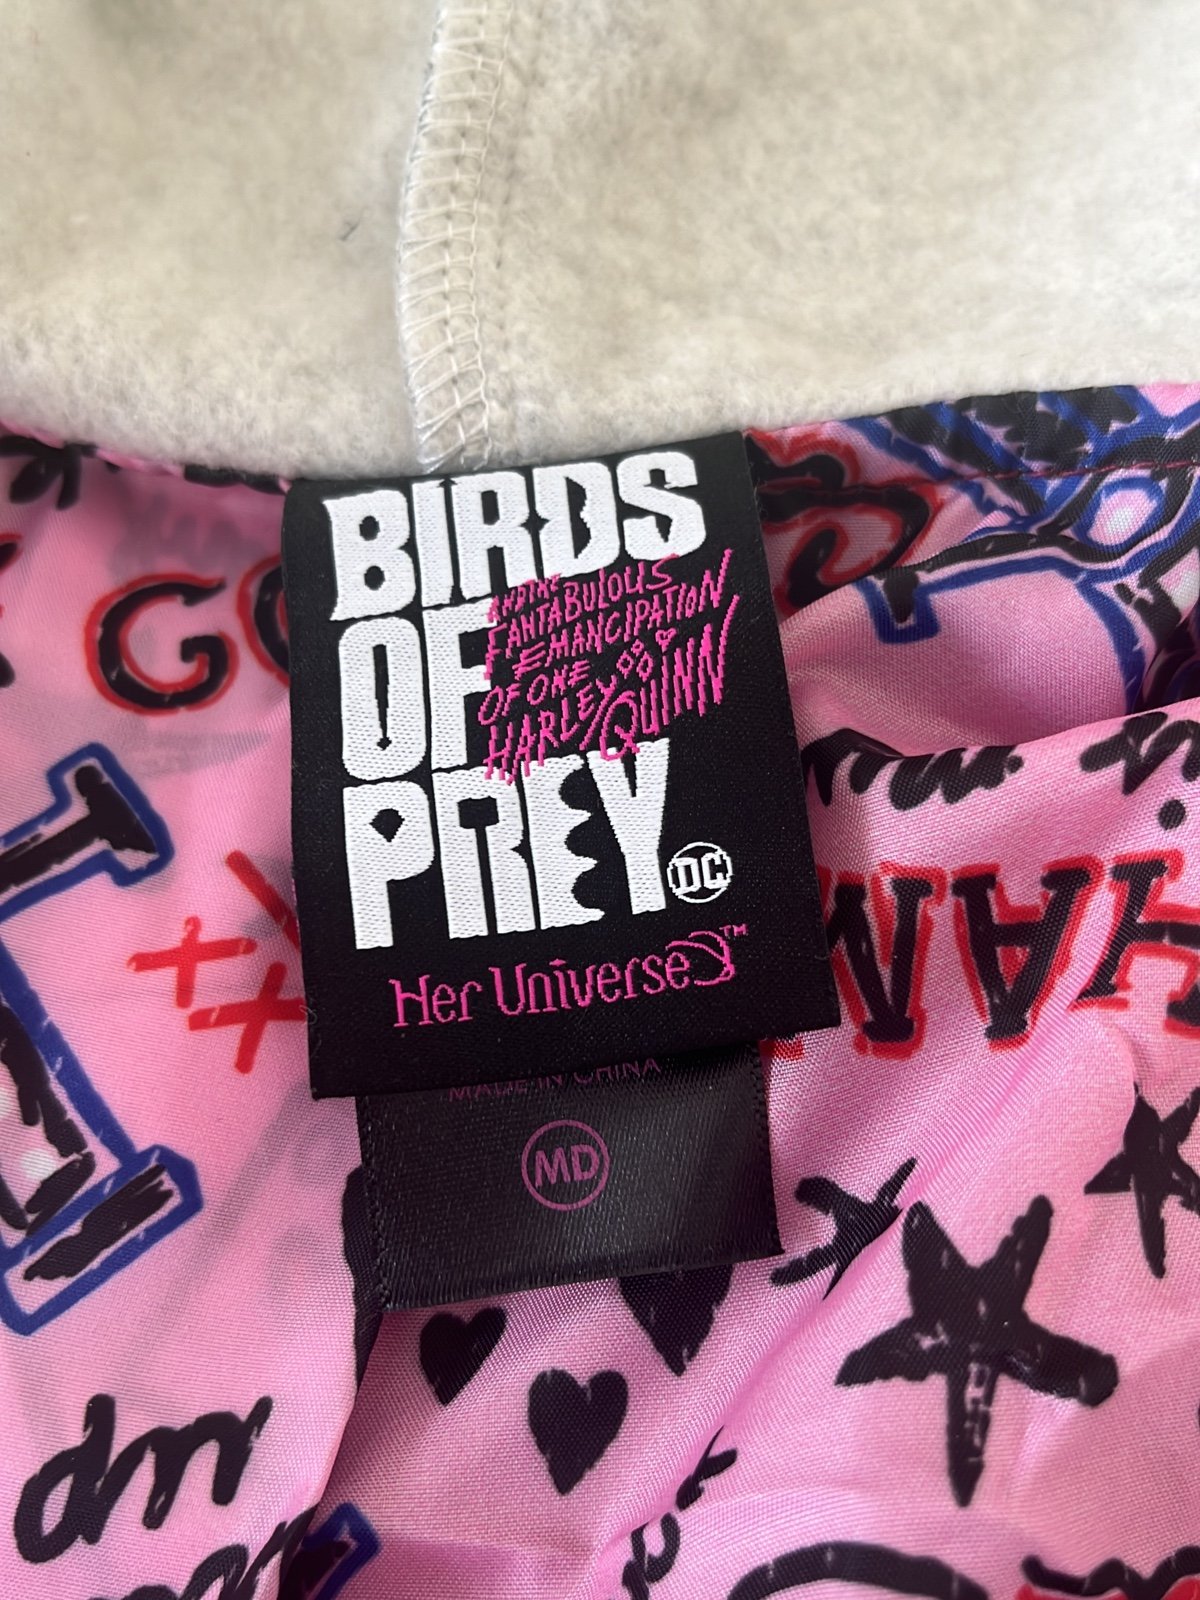 BIRDS
OF
PREY
AND THE
FANTABULOUS
EMANCIPATION
OF ONE
HARLEY QUINN
DC
Her Universe™
MADE IN CHINA
MD
GO
HAM